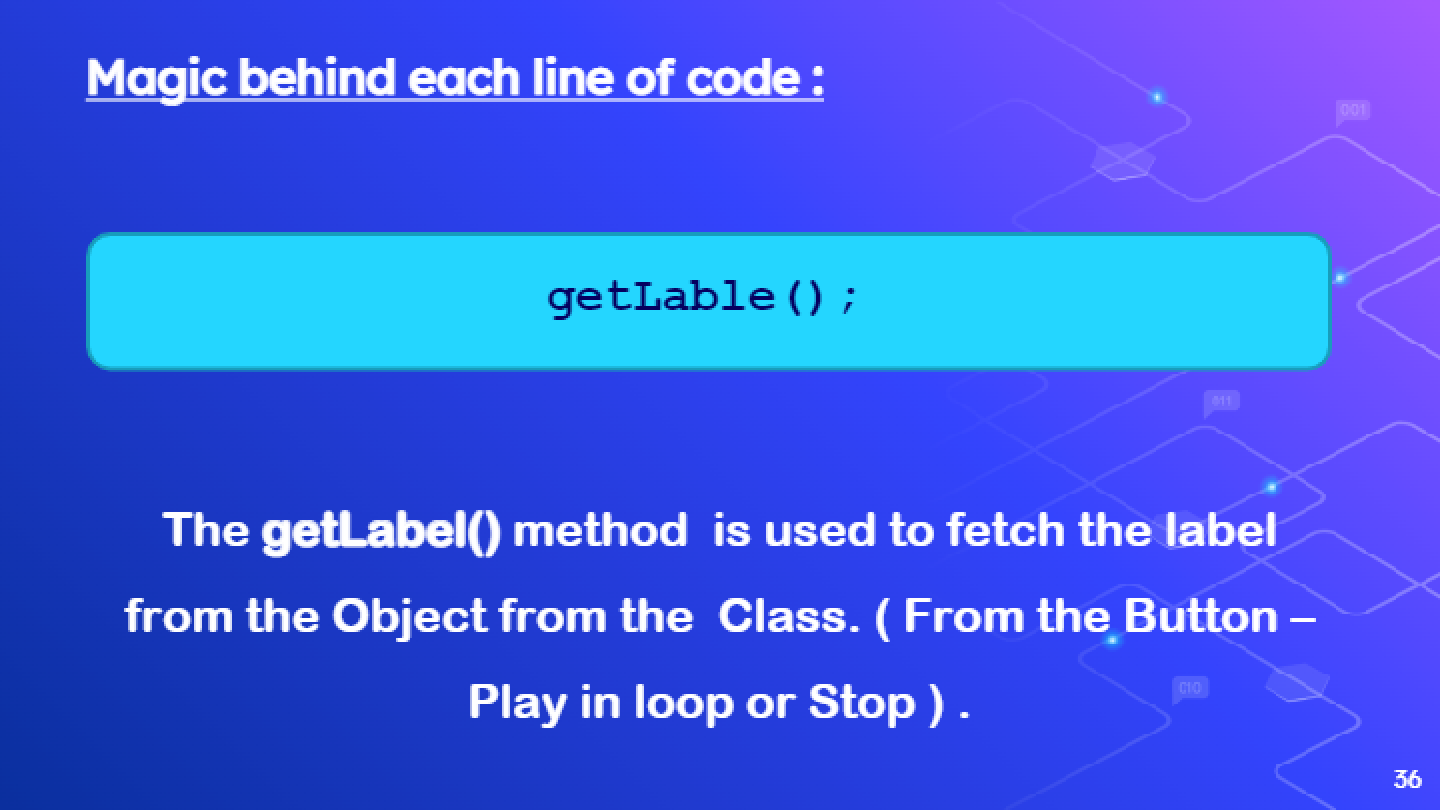 Magic behind each line of code :
001
getLable();
011
The getLabel() method  is used to fetch the label
from the Object from the  Class. ( From the Button –
Play in loop or Stop ) .
010
36